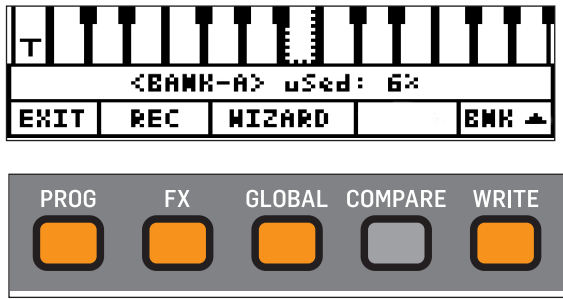 T
<BANK-A> uSed: 6%
EXIT REC WIZARD BNK
PROG FX GLOBAL COMPARE WRITE